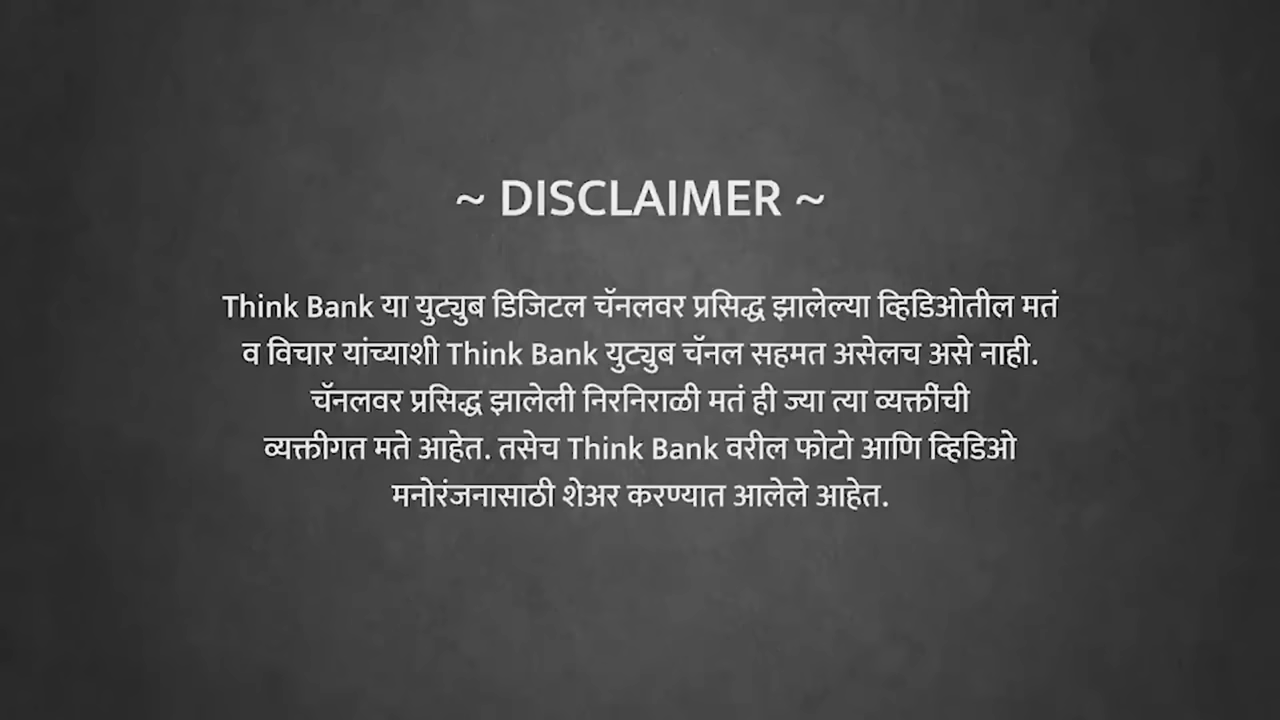 ~ DISCLAIMER ~
Think Bank या युट्युब डिजिटल चॅनलवर प्रसिद्ध झालेल्या व्हिडिओतील मतं
व विचार यांच्याशी Think Bank युट्युब चॅनल सहमत असेलच असे नाही.
चॅनलवर प्रसिद्ध झालेली निरनिराळी मतं ही ज्या त्या व्यक्तींची
व्यक्तीगत मते आहेत. तसेच Think Bank वरील फोटो आणि व्हिडिओ
मनोरंजनासाठी शेअर करण्यात आलेले आहेत.